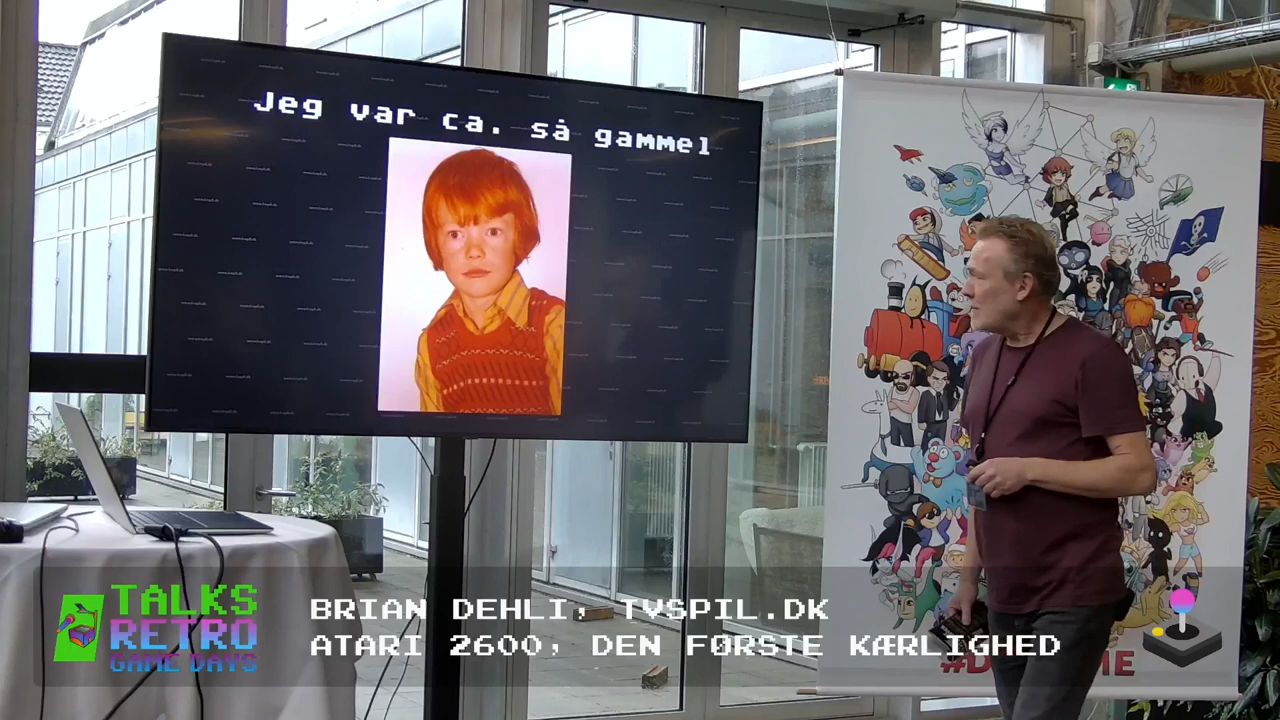 Jeg var ca. så gammel
TALKS
RETRO
GAME DAYS
BRIAN DEHLI, TVSPIL.DK
ATARI 2600, DEN FØRSTE KÆRLIGHED